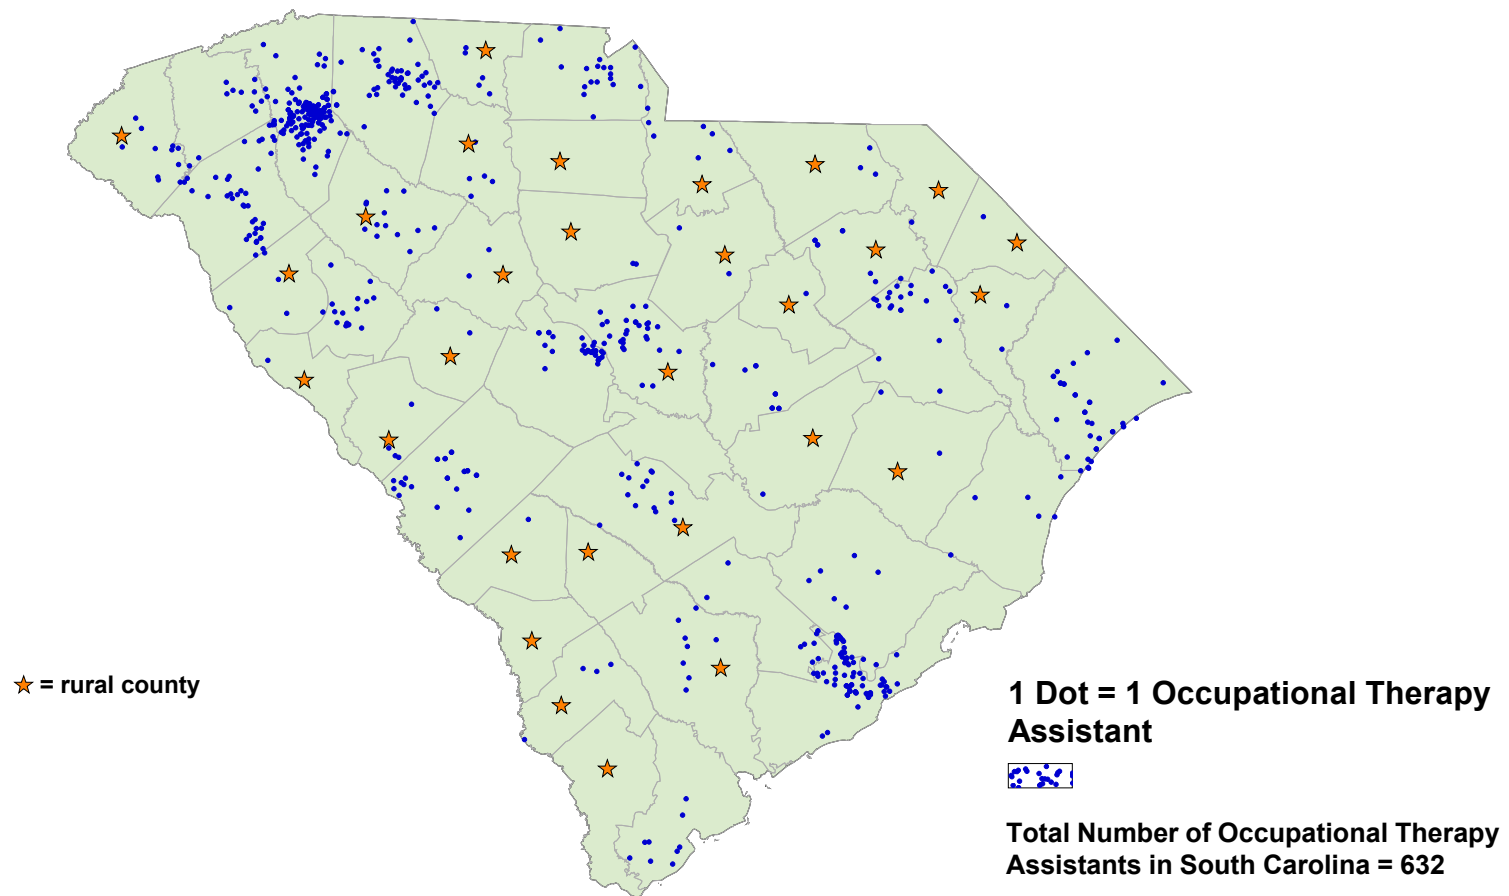 = rural county
1 Dot = 1 Occupational Therapy
Assistant
Total Number of Occupational Therapy
Assistants in South Carolina = 632